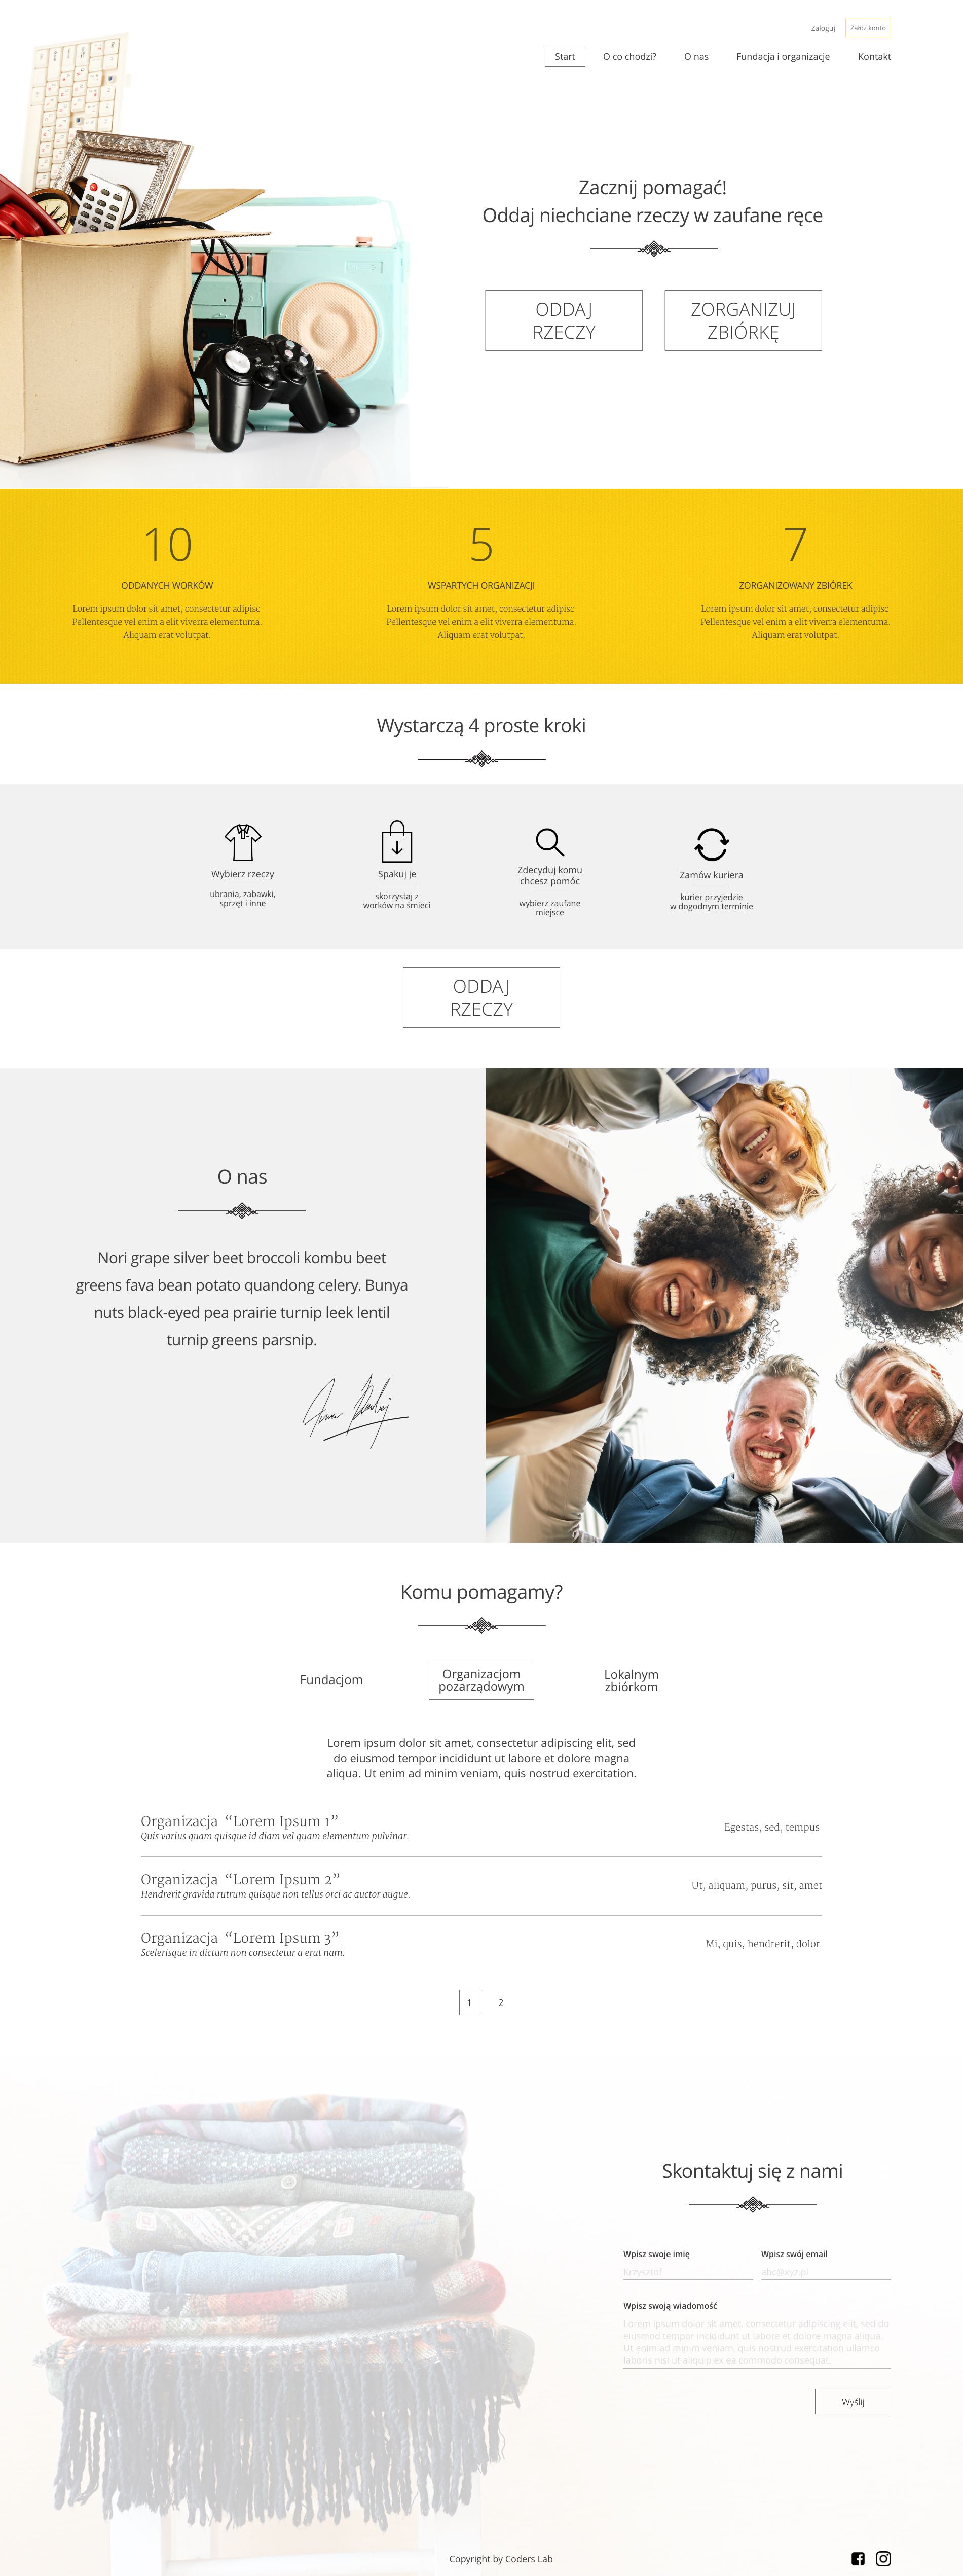 Zaloguj
Załóż konto
Start
O co chodzi?
O nas
Fundacja i organizacje
Kontakt
Zacznij pomagać!
Oddaj niechciane rzeczy w zaufane ręce
ODDAJ
RZECZY
ZORGANIZUJ
ZBIÓRKĘ
10
ODDANYCH WORKÓW
Lorem ipsum dolor sit amet, consectetur adipisc
Pellentesque vel enim a elit viverra elementuma.
Aliquam erat volutpat.
5
WSPARTYCH ORGANIZACJI
Lorem ipsum dolor sit amet, consectetur adipisc
Pellentesque vel enim a elit viverra elementuma.
Aliquam erat volutpat.
7
ZORGANIZOWANY ZBIÓREK
Lorem ipsum dolor sit amet, consectetur adipisc
Pellentesque vel enim a elit viverra elementuma.
Aliquam erat volutpat.
Wystarczą 4 proste kroki
Wybierz rzeczy
ubrania, zabawki,
sprzęt i inne
Spakuj je
skorzystaj z
worków na śmieci
Zdecyduj komu
chcesz pomóc
wybierz zaufane
miejsce
Zamów kuriera
kurier przyjedzie
w dogodnym terminie
ODDAJ
RZECZY
O nas
Nori grape silver beet broccoli kombu beet
greens fava bean potato quandong celery. Bunya
nuts black-eyed pea prairie turnip leek lentil
turnip greens parsnip.
Komu pomagamy?
Fundacjom
Organizacjom
pozarządowym
Lokalnym
zbiórkom
Lorem ipsum dolor sit amet, consectetur adipiscing elit, sed
do eiusmod tempor incididunt ut labore et dolore magna
aliqua. Ut enim ad minim veniam, quis nostrud exercitation.
Organizacja “Lorem Ipsum 1”
Quis varius quam quisque id diam vel quam elementum pulvinar.
Egestas, sed, tempus
Organizacja “Lorem Ipsum 2”
Hendrerit gravida rutrum quisque non tellus orci ac auctor augue.
Ut, aliquam, purus, sit, amet
Organizacja “Lorem Ipsum 3”
Scelerisque in dictum non consectetur a erat nam.
Mi, quis, hendrerit, dolor
1
2
Skontaktuj się z nami
Wpisz swoje imię
Krzysztof
Wpisz swój email
abc@xyz.pl
Wpisz swoją wiadomość
Lorem ipsum dolor sit amet, consectetur adipiscing elit, sed do
eiusmod tempor incididunt ut labore et dolore magna aliqua.
Ut enim ad minim veniam, quis nostrud exercitation ullamco
laboris nisi ut aliquip ex ea commodo consequat.
Wyślij
Copyright by Coders Lab